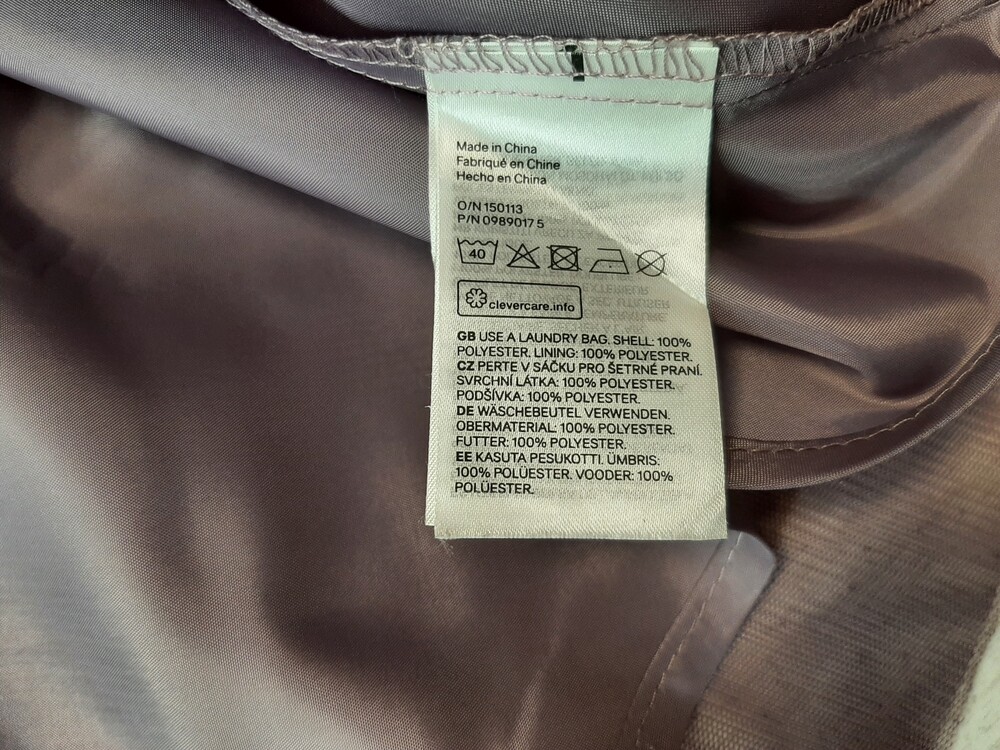 Made in China
Fabriqué en Chine
Hecho en China
O/N 150113
P/N 0989017 5
40
clevercare.info
GB USE A LAUNDRY BAG. SHELL: 100%
POLYESTER. LINING: 100% POLYESTER.
CZ PERTE V SÁČKU PRO ŠETRNÉ PRANÍ.
SVRCHNÍ LÁTKA: 100% POLYESTER.
PODŠÍVKA: 100% POLYESTER.
DE WÄSCHEBEUTEL VERWENDEN.
OBERMATERIAL: 100% POLYESTER.
FUTTER: 100% POLYESTER.
EE KASUTA PESUKOTTI. ÜMBRIS:
100% POLÜESTER. VOODER: 100%
POLÜESTER.